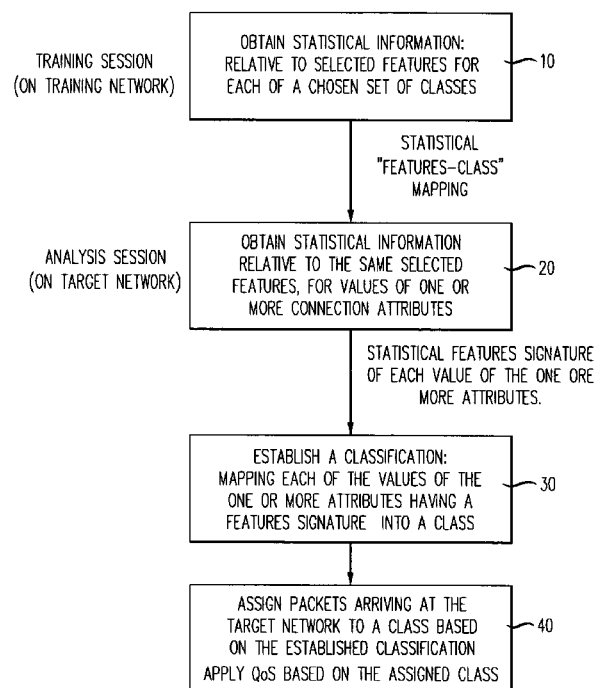 TRAINING SESSION
(ON TRAINING NETWORK)
OBTAIN STATISTICAL INFORMATION:
RELATIVE TO SELECTED FEATURES FOR
EACH OF A CHOSEN SET OF CLASSES
10
STATISTICAL
"FEATURES-CLASS"
MAPPING
ANALYSIS SESSION
(ON TARGET NETWORK)
OBTAIN STATISTICAL INFORMATION
RELATIVE TO THE SAME SELECTED
FEATURES, FOR VALUES OF ONE OR
MORE CONNECTION ATTRIBUTES
20
STATISTICAL FEATURES SIGNATURE
OF EACH VALUE OF THE ONE ORE
MORE ATTRIBUTES.
ESTABLISH A CLASSIFICATION:
MAPPING EACH OF THE VALUES OF THE
ONE OR MORE ATTRIBUTES HAVING A
FEATURES SIGNATURE INTO A CLASS
30
ASSIGN PACKETS ARRIVING AT THE
TARGET NETWORK TO A CLASS BASED
ON THE ESTABLISHED CLASSIFICATION
APPLY QoS BASED ON THE ASSIGNED CLASS
40